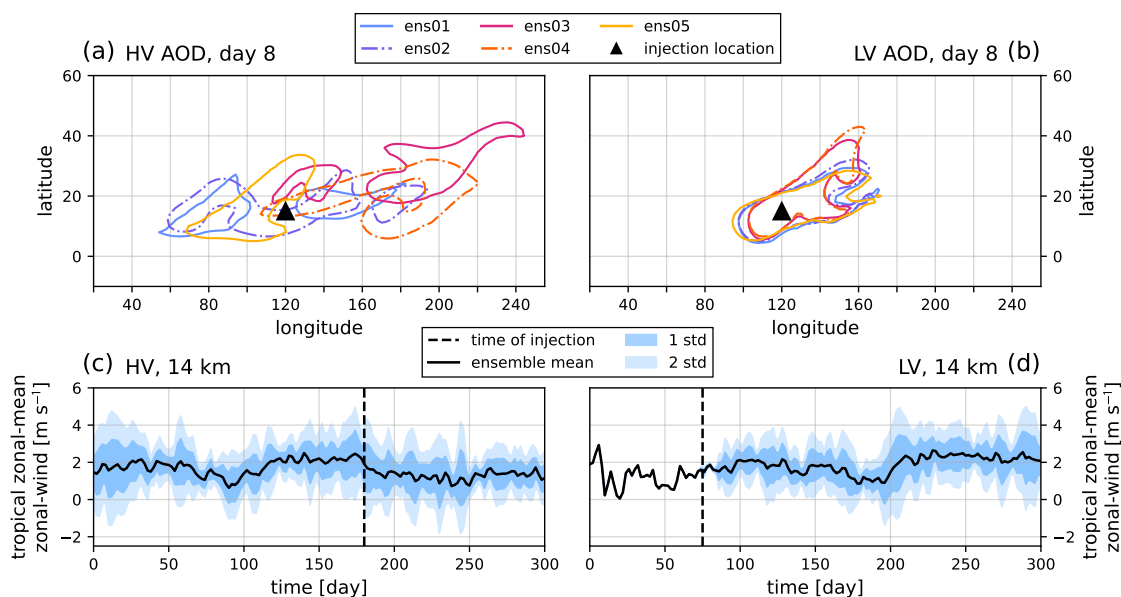 ens01 ens03 ens05
ens02 ens04 injection location
(a) HV AOD, day 8
LV AOD, day 8 (b)
60
40
20
0
latitude
40 80 120 160 200 240
longitude
60
40
20
0
latitude
40 80 120 160 200 240
longitude
time of injection 1 std
ensemble mean 2 std
(c) HV, 14 km
LV, 14 km (d)
6
4
2
0
−2
tropical zonal-mean
zonal-wind [m s⁻¹]
0 50 100 150 200 250 300
time [day]
6
4
2
0
−2
tropical zonal-mean
zonal-wind [m s⁻¹]
0 50 100 150 200 250 300
time [day]